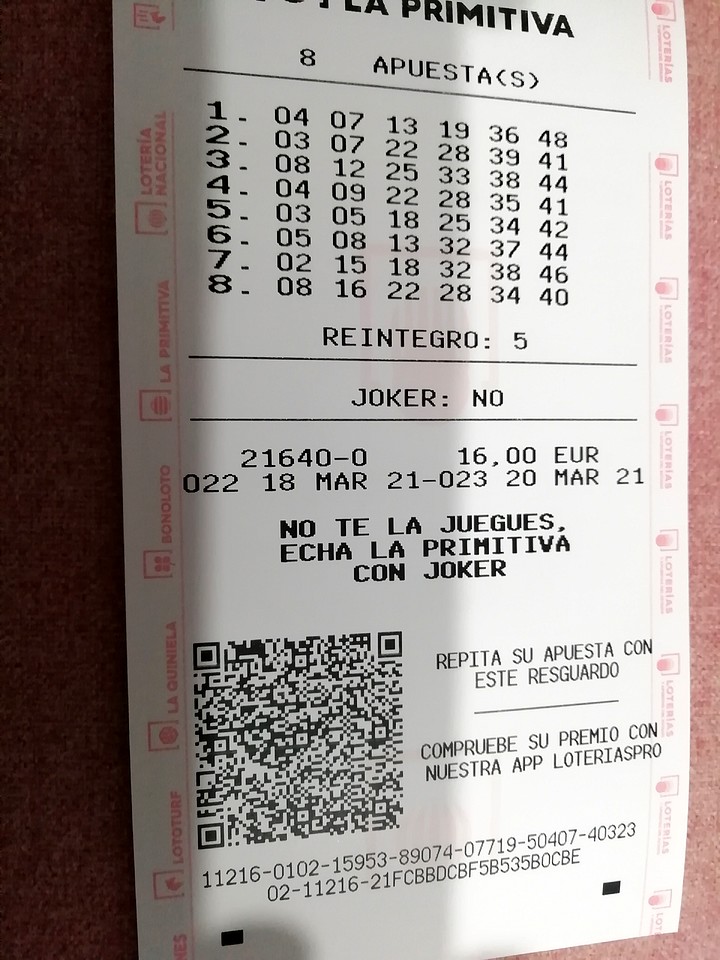 LA PRIMITIVA
8 APUESTA(S)
1. 04 07 13 19 36 48
2. 03 07 22 28 39 41
3. 08 12 25 33 38 44
4. 04 09 22 28 35 41
5. 03 05 18 25 34 42
6. 05 08 13 32 37 44
7. 02 15 18 32 38 46
8. 08 16 22 28 34 40
REINTEGRO: 5
JOKER: NO
21640-0 16,00 EUR
022 18 MAR 21-023 20 MAR 21
NO TE LA JUEGUES,
ECHA LA PRIMITIVA
CON JOKER
REPITA SU APUESTA CON
ESTE RESGUARDO
COMPRUEBE SU PREMIO CON
NUESTRA APP LOTERIASPRO
11216-0102-15953-89074-07719-50407-40323
02-11216-21FCBBDCBF5B535B0CBE
LOTERÍA
NACIONAL
LA PRIMITIVA
BONOLOTO
LA QUINIELA
LOTOTURF
LOTERÍAS
LOTERÍAS
LOTERÍAS
LOTERÍAS
LOTERÍAS
LOTERÍAS
LOTERÍAS